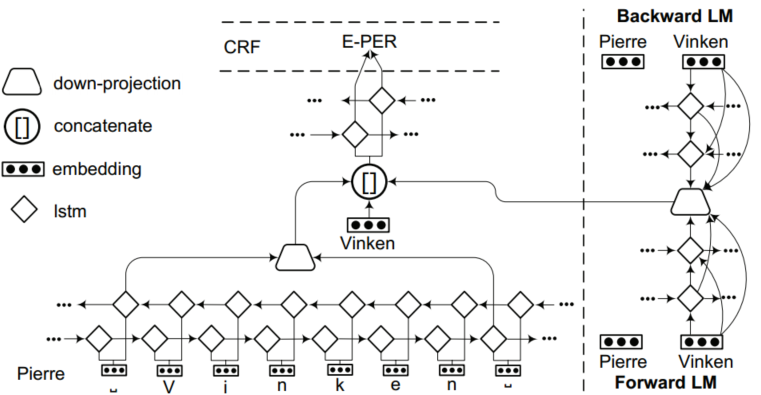 Backward LM
Pierre Vinken
CRF
E-PER
down-projection
[] concatenate
embedding
lstm
[]
Vinken
Pierre
␣ V i n k e n ␣
Pierre Vinken
Forward LM